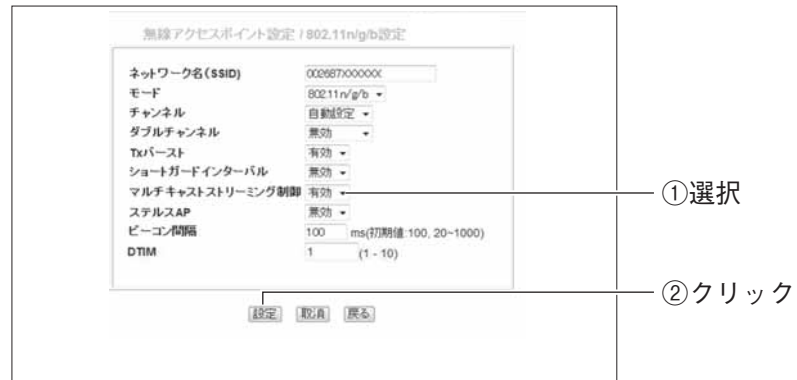 無線アクセスポイント設定 / 802.11n/g/b設定
ネットワーク名(SSID) 002687XXXXXX
モード 802.11n/g/b
チャンネル 自動設定
ダブルチャンネル 無効
Txバースト 有効
ショートガードインターバル 無効
マルチキャストストリーミング制御 有効 ①選択
ステルスAP 無効
ビーコン間隔 100 ms(初期値:100, 20~1000)
DTIM 1 (1 - 10)
②クリック
設定 取消 戻る